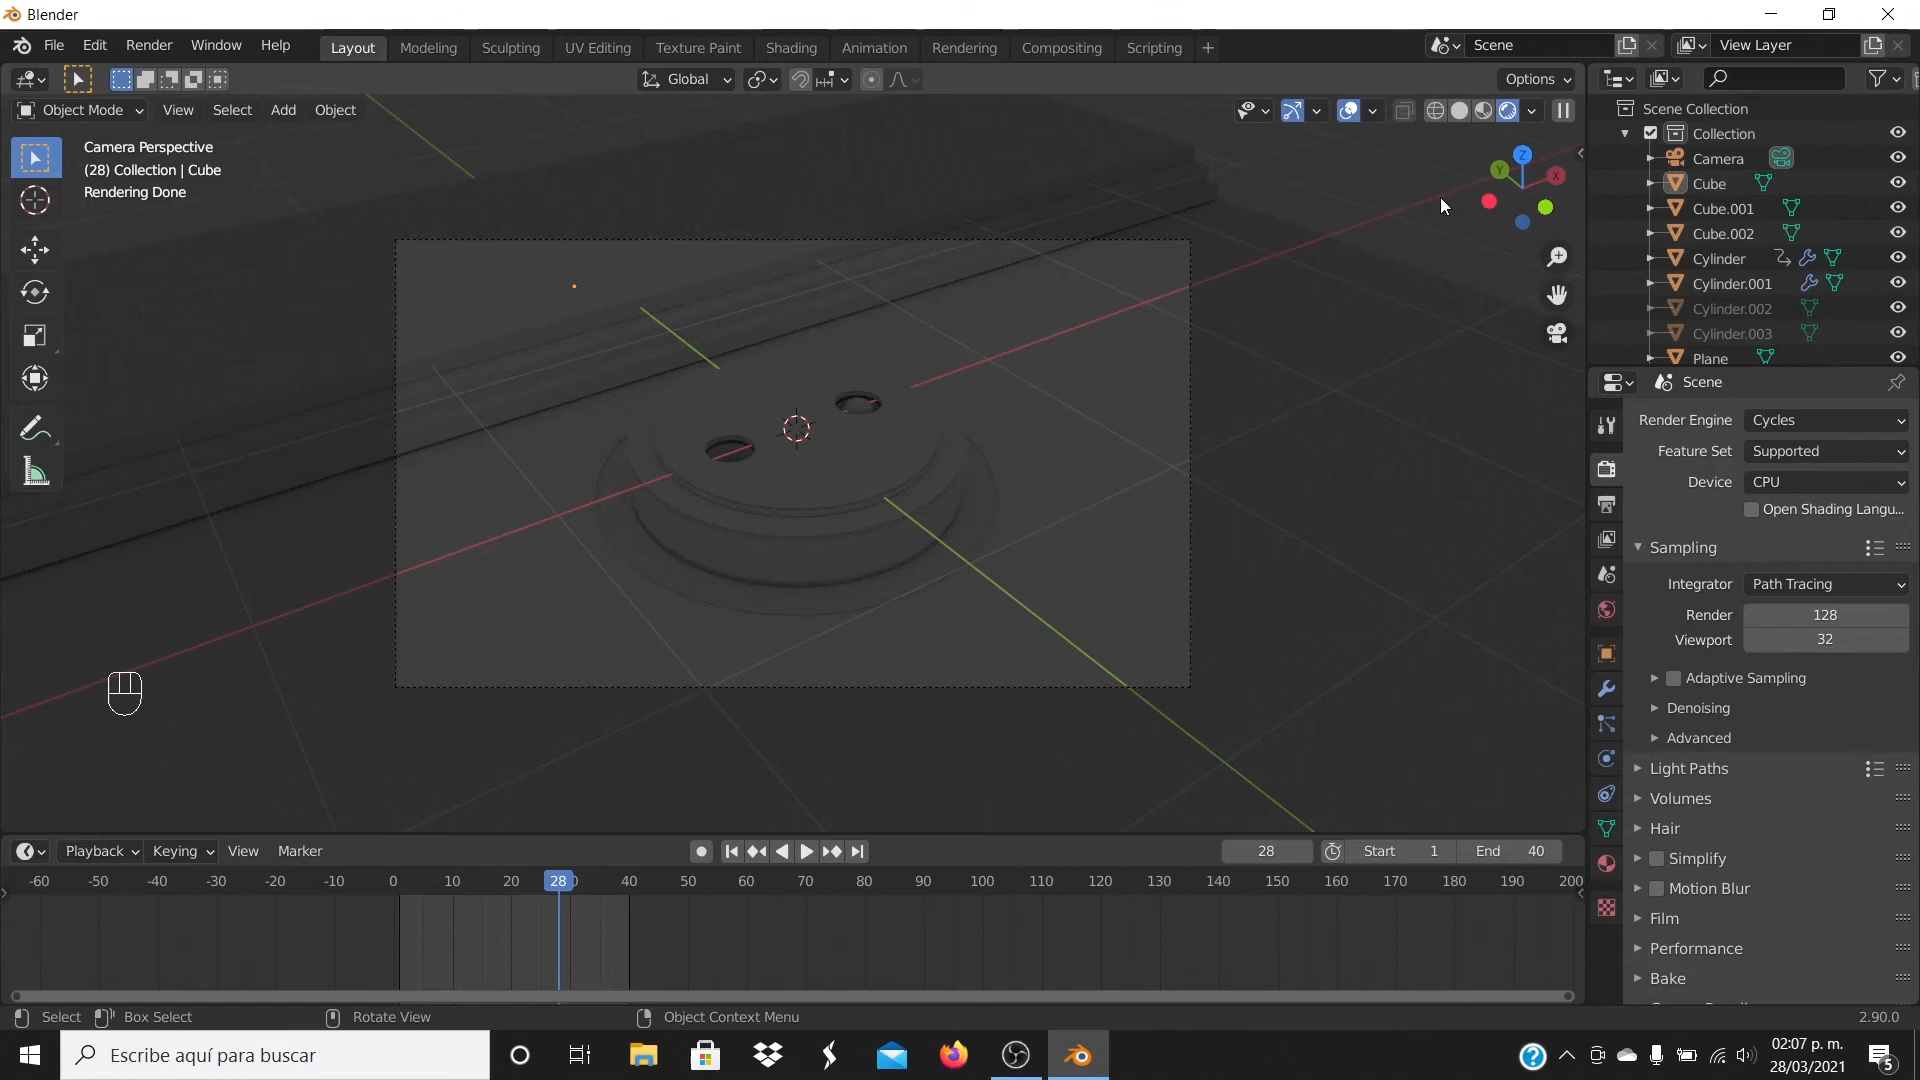 Blender
File Edit Render Window Help Layout Modeling Sculpting UV Editing Texture Paint Shading Animation Rendering Compositing Scripting + Scene View Layer
Global Options
Object Mode View Select Add Object
Camera Perspective
(28) Collection | Cube
Rendering Done
Z
Y
X
Scene Collection
Collection
Camera
Cube
Cube.001
Cube.002
Cylinder
Cylinder.001
Cylinder.002
Cylinder.003
Plane
Scene
Render Engine Cycles
Feature Set Supported
Device CPU
Open Shading Langu...
Sampling
Integrator Path Tracing
Render 128
Viewport 32
Adaptive Sampling
Denoising
Advanced
Light Paths
Volumes
Hair
Simplify
Motion Blur
Film
Performance
Bake
Playback Keying View Marker 28 Start 1 End 40
-60 -50 -40 -30 -20 -10 0 10 20 28 40 50 60 70 80 90 100 110 120 130 140 150 160 170 180 190 200
Select Box Select Rotate View Object Context Menu 2.90.0
Escribe aquí para buscar
02:07 p. m.
28/03/2021
5